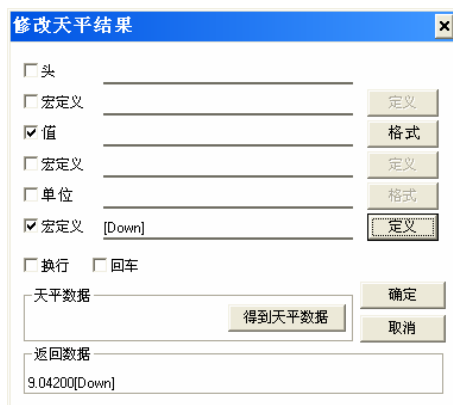 修改天平结果
头
宏定义 定义
值 格式
宏定义 定义
单位 格式
宏定义 [Down] 定义
换行 回车
天平数据 确定
得到天平数据
取消
返回数据
9.04200[Down]